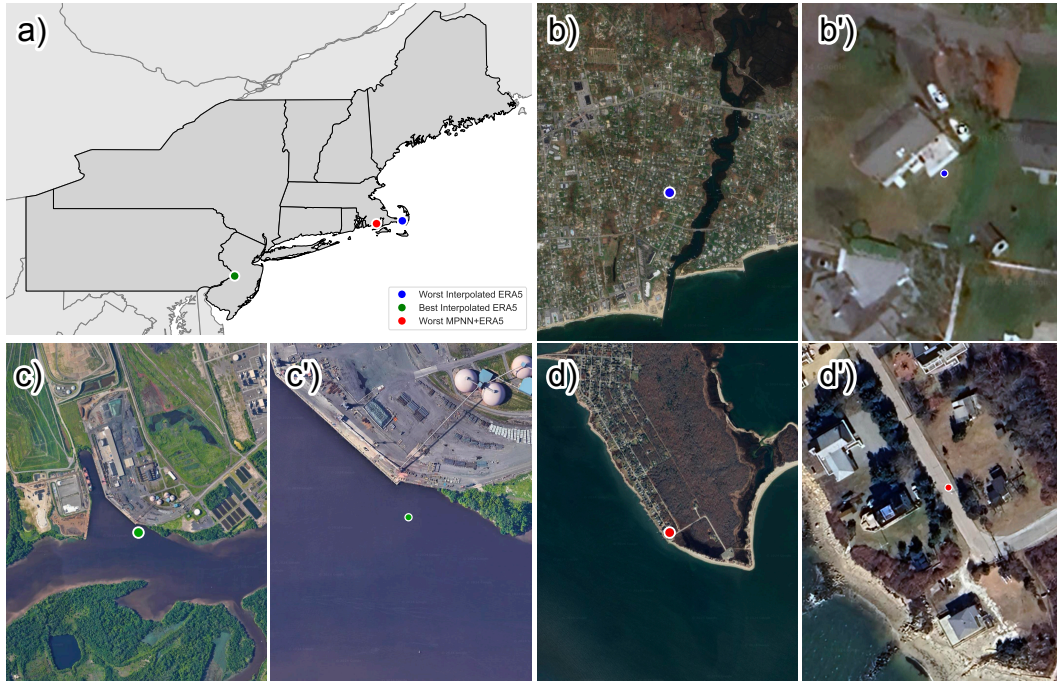 a)
b)
b')
Worst Interpolated ERA5
Best Interpolated ERA5
Worst MPNN+ERA5
c)
c')
d)
d')